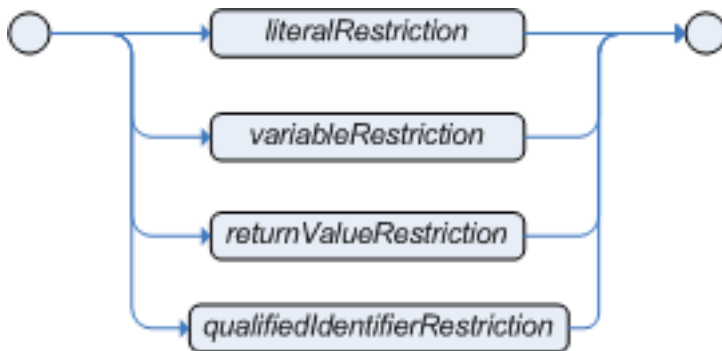 literalRestriction
variableRestriction
returnValueRestriction
qualifiedIdentifierRestriction